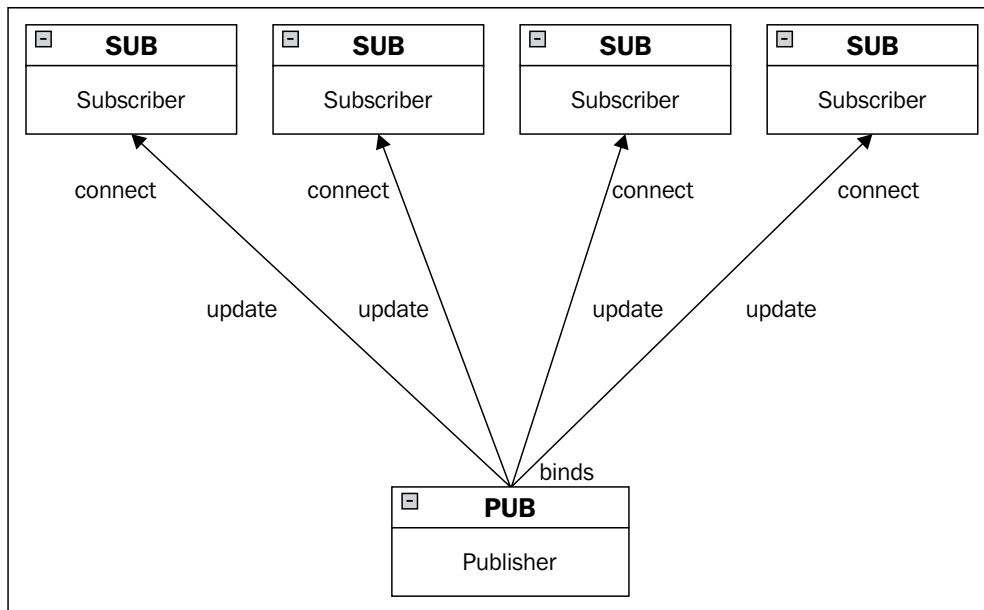 SUB
Subscriber
SUB
Subscriber
SUB
Subscriber
SUB
Subscriber
connect
connect
connect
connect
update
update
update
update
binds
PUB
Publisher